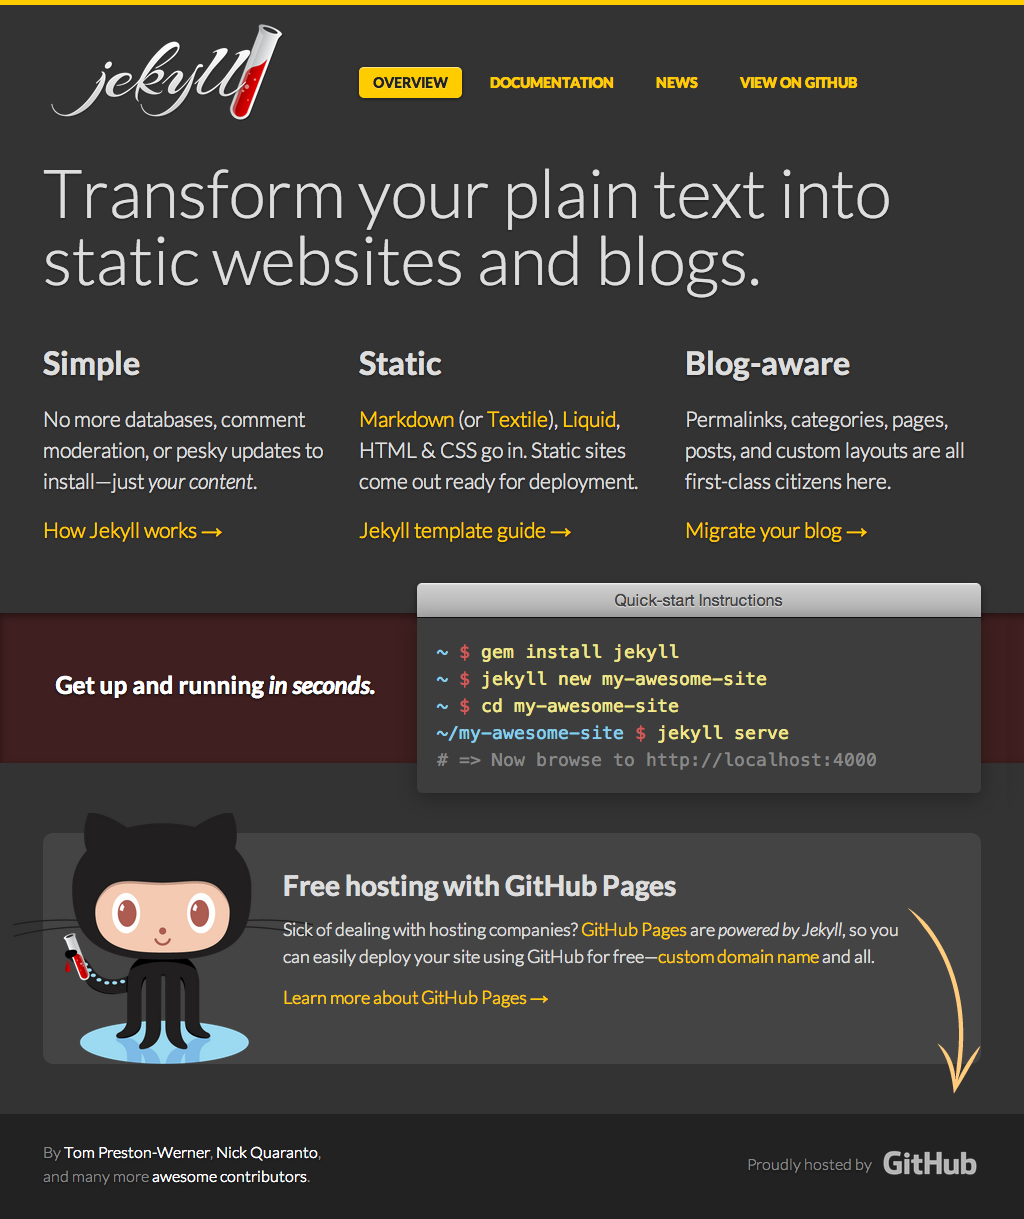 jekyll
OVERVIEW
DOCUMENTATION
NEWS
VIEW ON GITHUB
Transform your plain text into
static websites and blogs.
Simple
No more databases, comment
moderation, or pesky updates to
install—just your content.
How Jekyll works →
Static
Markdown (or Textile), Liquid,
HTML & CSS go in. Static sites
come out ready for deployment.
Jekyll template guide →
Blog-aware
Permalinks, categories, pages,
posts, and custom layouts are all
first-class citizens here.
Migrate your blog →
Get up and running in seconds.
Quick-start Instructions
~ $ gem install jekyll
~ $ jekyll new my-awesome-site
~ $ cd my-awesome-site
~/my-awesome-site $ jekyll serve
# => Now browse to http://localhost:4000
Free hosting with GitHub Pages
Sick of dealing with hosting companies? GitHub Pages are powered by Jekyll, so you
can easily deploy your site using GitHub for free—custom domain name and all.
Learn more about GitHub Pages →
By Tom Preston-Werner, Nick Quaranto,
and many more awesome contributors.
Proudly hosted by GitHub